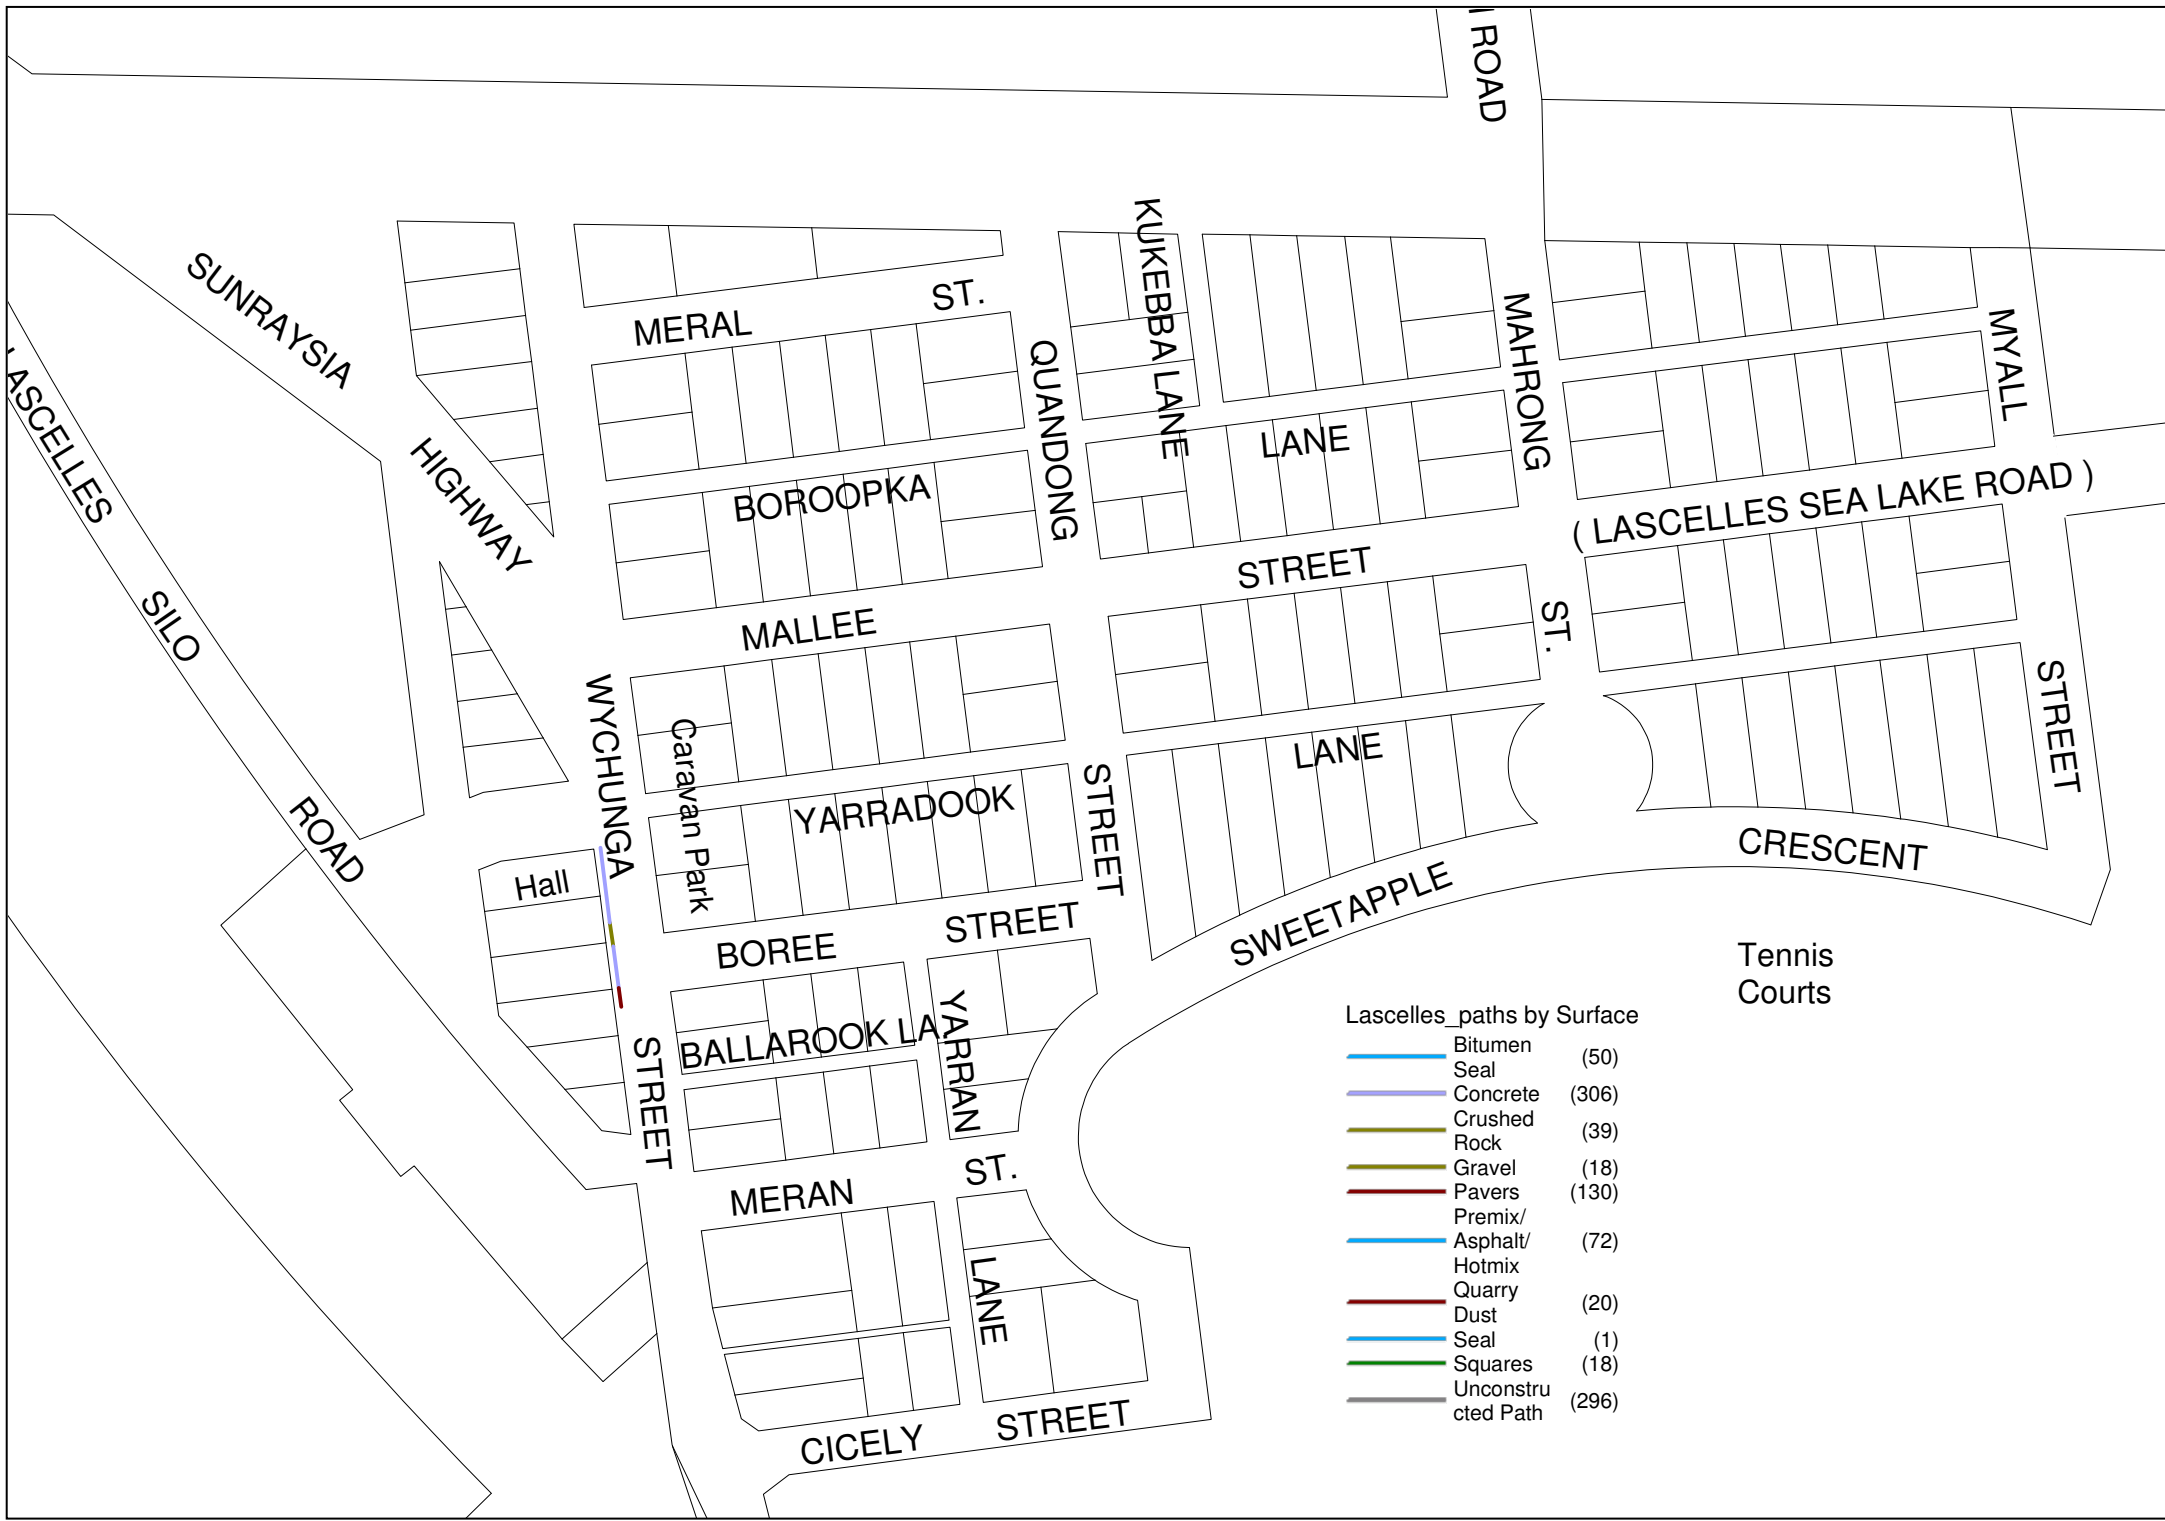 ROAD
KUKEBBA LANE
SUNRAYSIA
HIGHWAY
MERAL
ST.
QUANDONG
STREET
MAHRONG
ST.
MYALL
STREET
LASCELLES
SILO
ROAD
BOROOPKA
LANE
MALLEE
STREET
( LASCELLES SEA LAKE ROAD )
WYCHUNGA
STREET
Caravan Park
YARRADOOK
LANE
Hall
BOREE
STREET
SWEETAPPLE
CRESCENT
BALLAROOK LA
YARRAN
LANE
MERAN
ST.
CICELY
STREET
Tennis
Courts
Lascelles_paths by Surface
Bitumen
Seal (50)
Concrete (306)
Crushed
Rock (39)
Gravel (18)
Pavers (130)
Premix/
Asphalt/ (72)
Hotmix
Quarry
Dust (20)
Seal (1)
Squares (18)
Unconstru
cted Path (296)